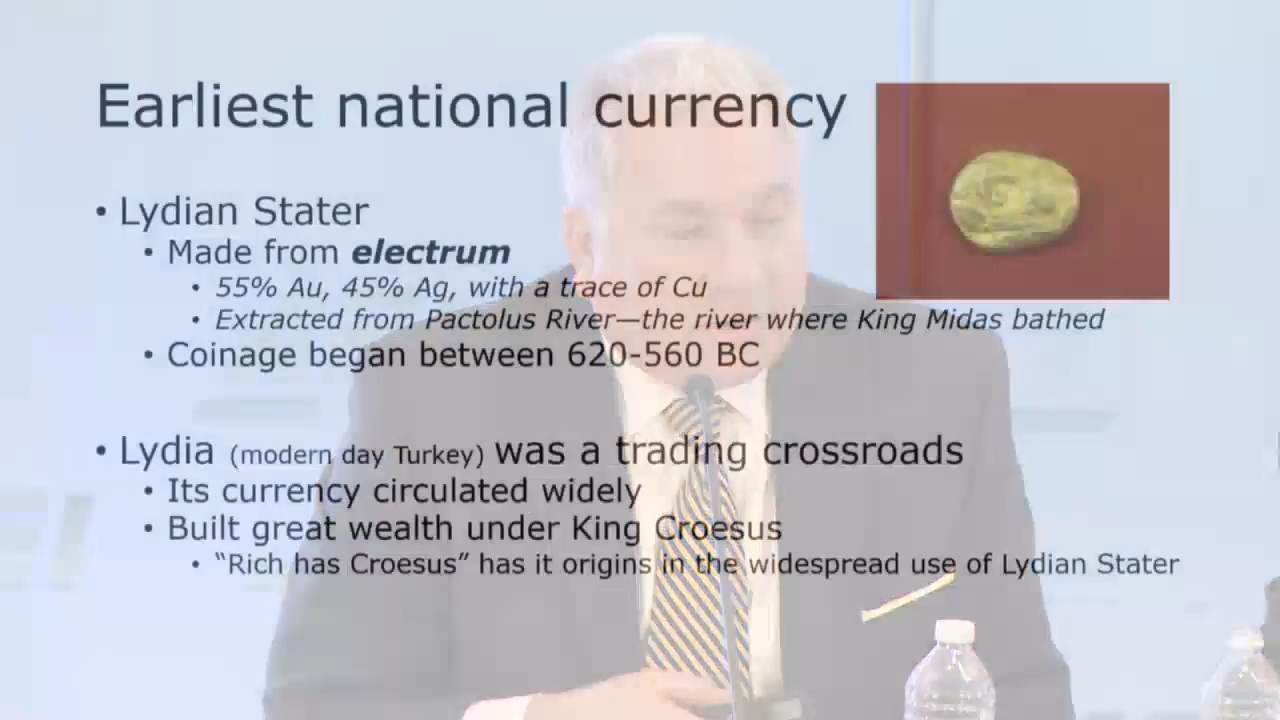 Earliest national currency
• Lydian Stater
• Made from electrum
• 55% Au, 45% Ag, with a trace of Cu
• Extracted from Pactolus River—the river where King Midas bathed
• Coinage began between 620-560 BC
• Lydia (modern day Turkey) was a trading crossroads
• Its currency circulated widely
• Built great wealth under King Croesus
• “Rich has Croesus” has it origins in the widespread use of Lydian Stater